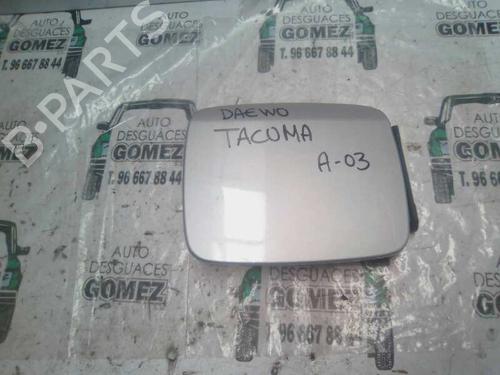 AUTO
DESGUACES
GOMEZ
T. 96 667 88 44
AUTO
DESGUACES
GOMEZ
T. 96 667 88 44
B-PARTS
DAEWO
TACUMA
A-03
AUTO
DESGUACES
GOMEZ
T. 96 667 88 44
AUTO
DESGUACES
GOMEZ
AUTO
DESGUACES
GOMEZ
T. 96 667 88 44